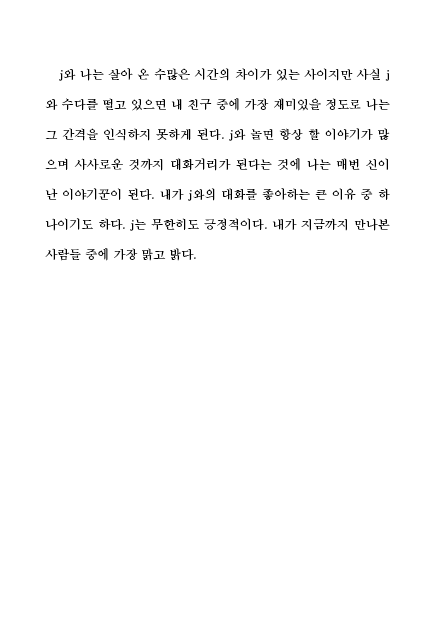 j와 나는 살아 온 수많은 시간의 차이가 있는 사이지만 사실 j
와 수다를 떨고 있으면 내 친구 중에 가장 재미있을 정도로 나는
그 간격을 인식하지 못하게 된다. j와 놀면 항상 할 이야기가 많
으며 사사로운 것까지 대화거리가 된다는 것에 나는 매번 신이
난 이야기꾼이 된다. 내가 j와의 대화를 좋아하는 큰 이유 중 하
나이기도 하다. j는 무한히도 긍정적이다. 내가 지금까지 만나본
사람들 중에 가장 맑고 밝다.